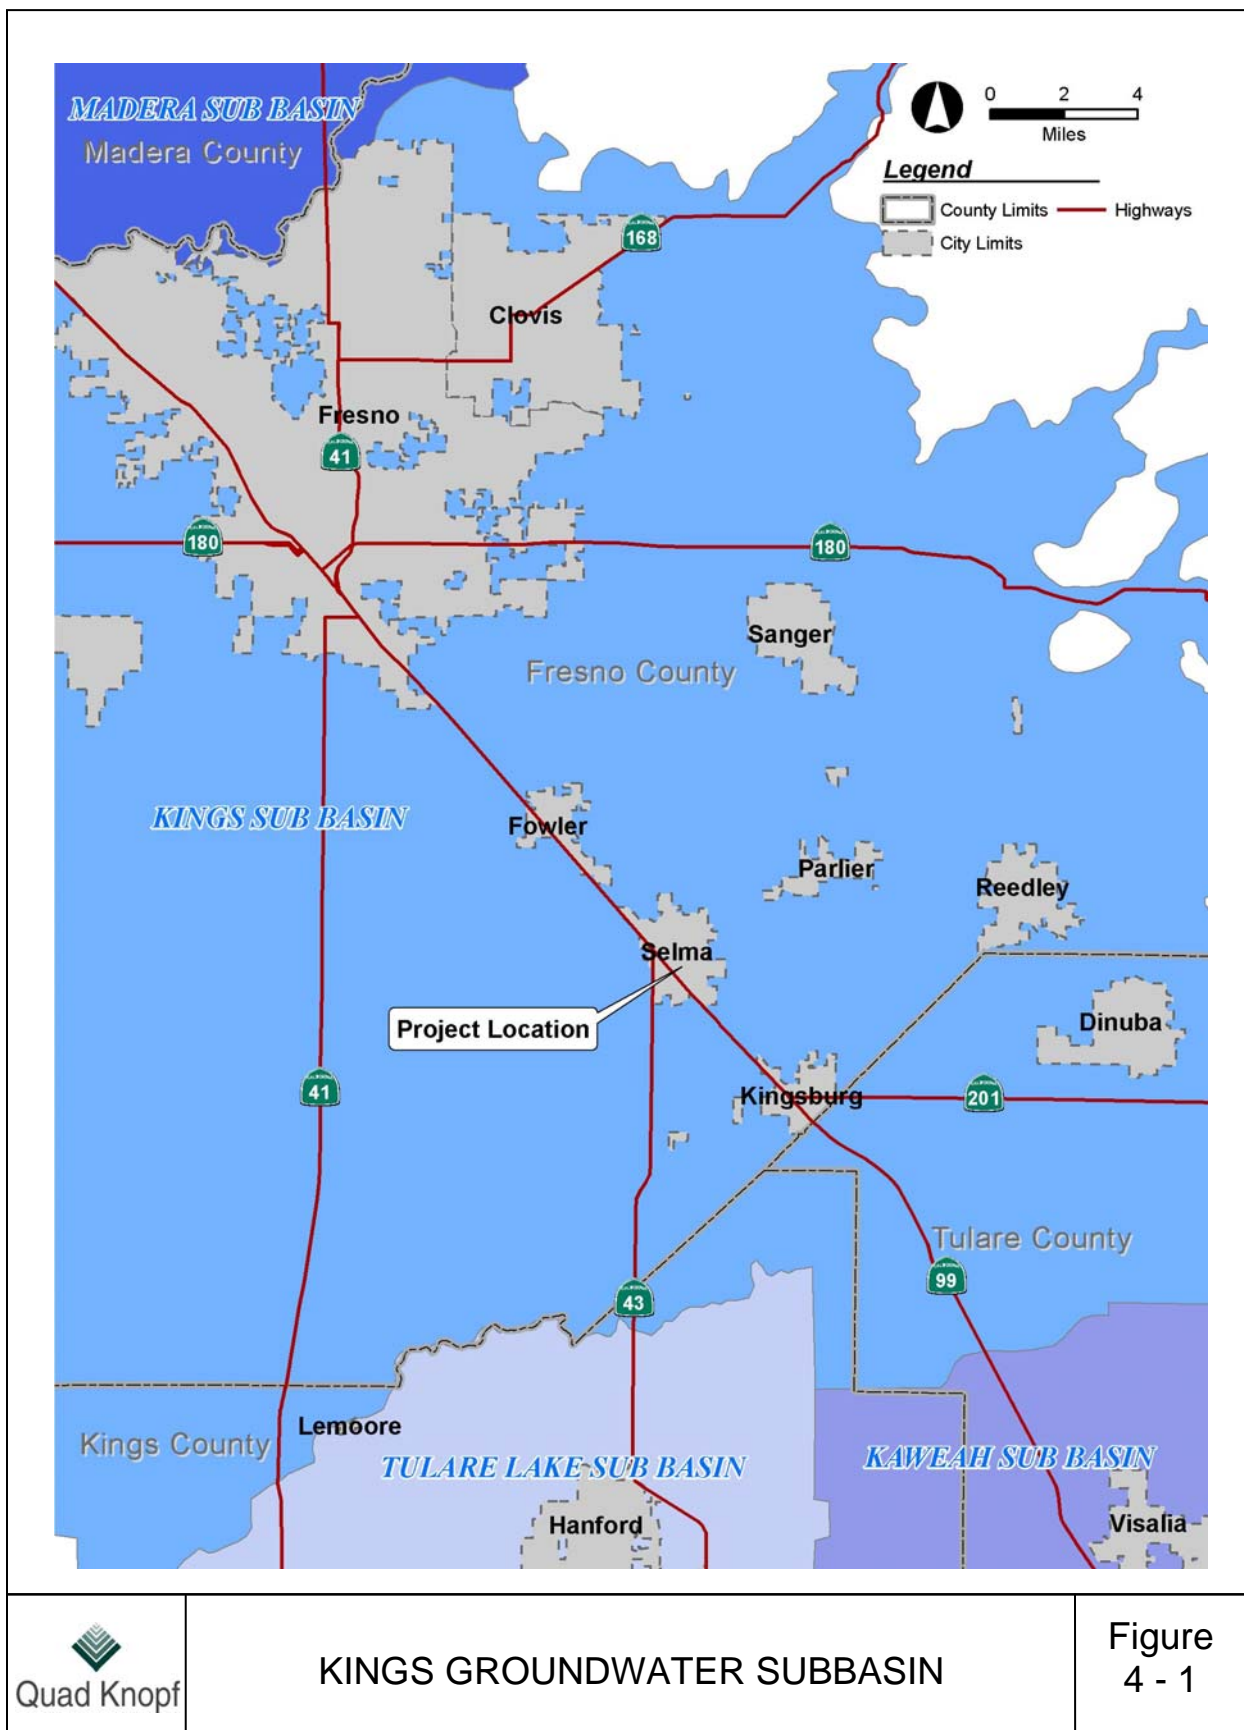 MADERA SUB BASIN
Madera County
0 2 4
Miles
Legend
County Limits
Highways
City Limits
168
Clovis
Fresno
41
180
180
Sanger
Fresno County
KINGS SUB BASIN
Fowler
Parlier
Reedley
Selma
Project Location
Dinuba
41
Kingsburg
201
Tulare County
99
43
Lemoore
Kings County
TULARE LAKE SUB BASIN
KAWEAH SUB BASIN
Hanford
Visalia
Quad Knopf
KINGS GROUNDWATER SUBBASIN
Figure
4 - 1